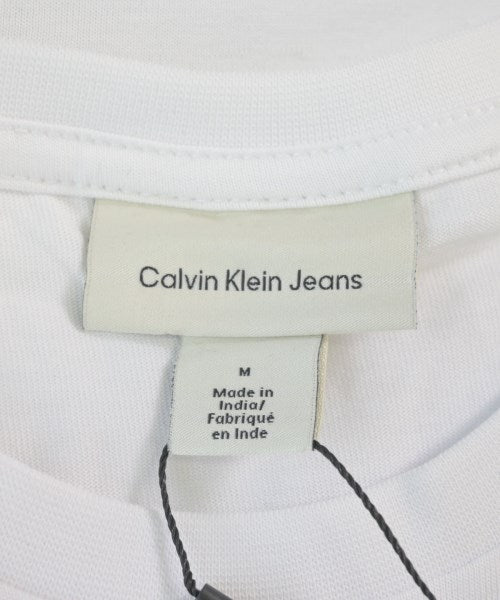 Calvin Klein Jeans
M
Made in
India/
Fabriqué
en Inde